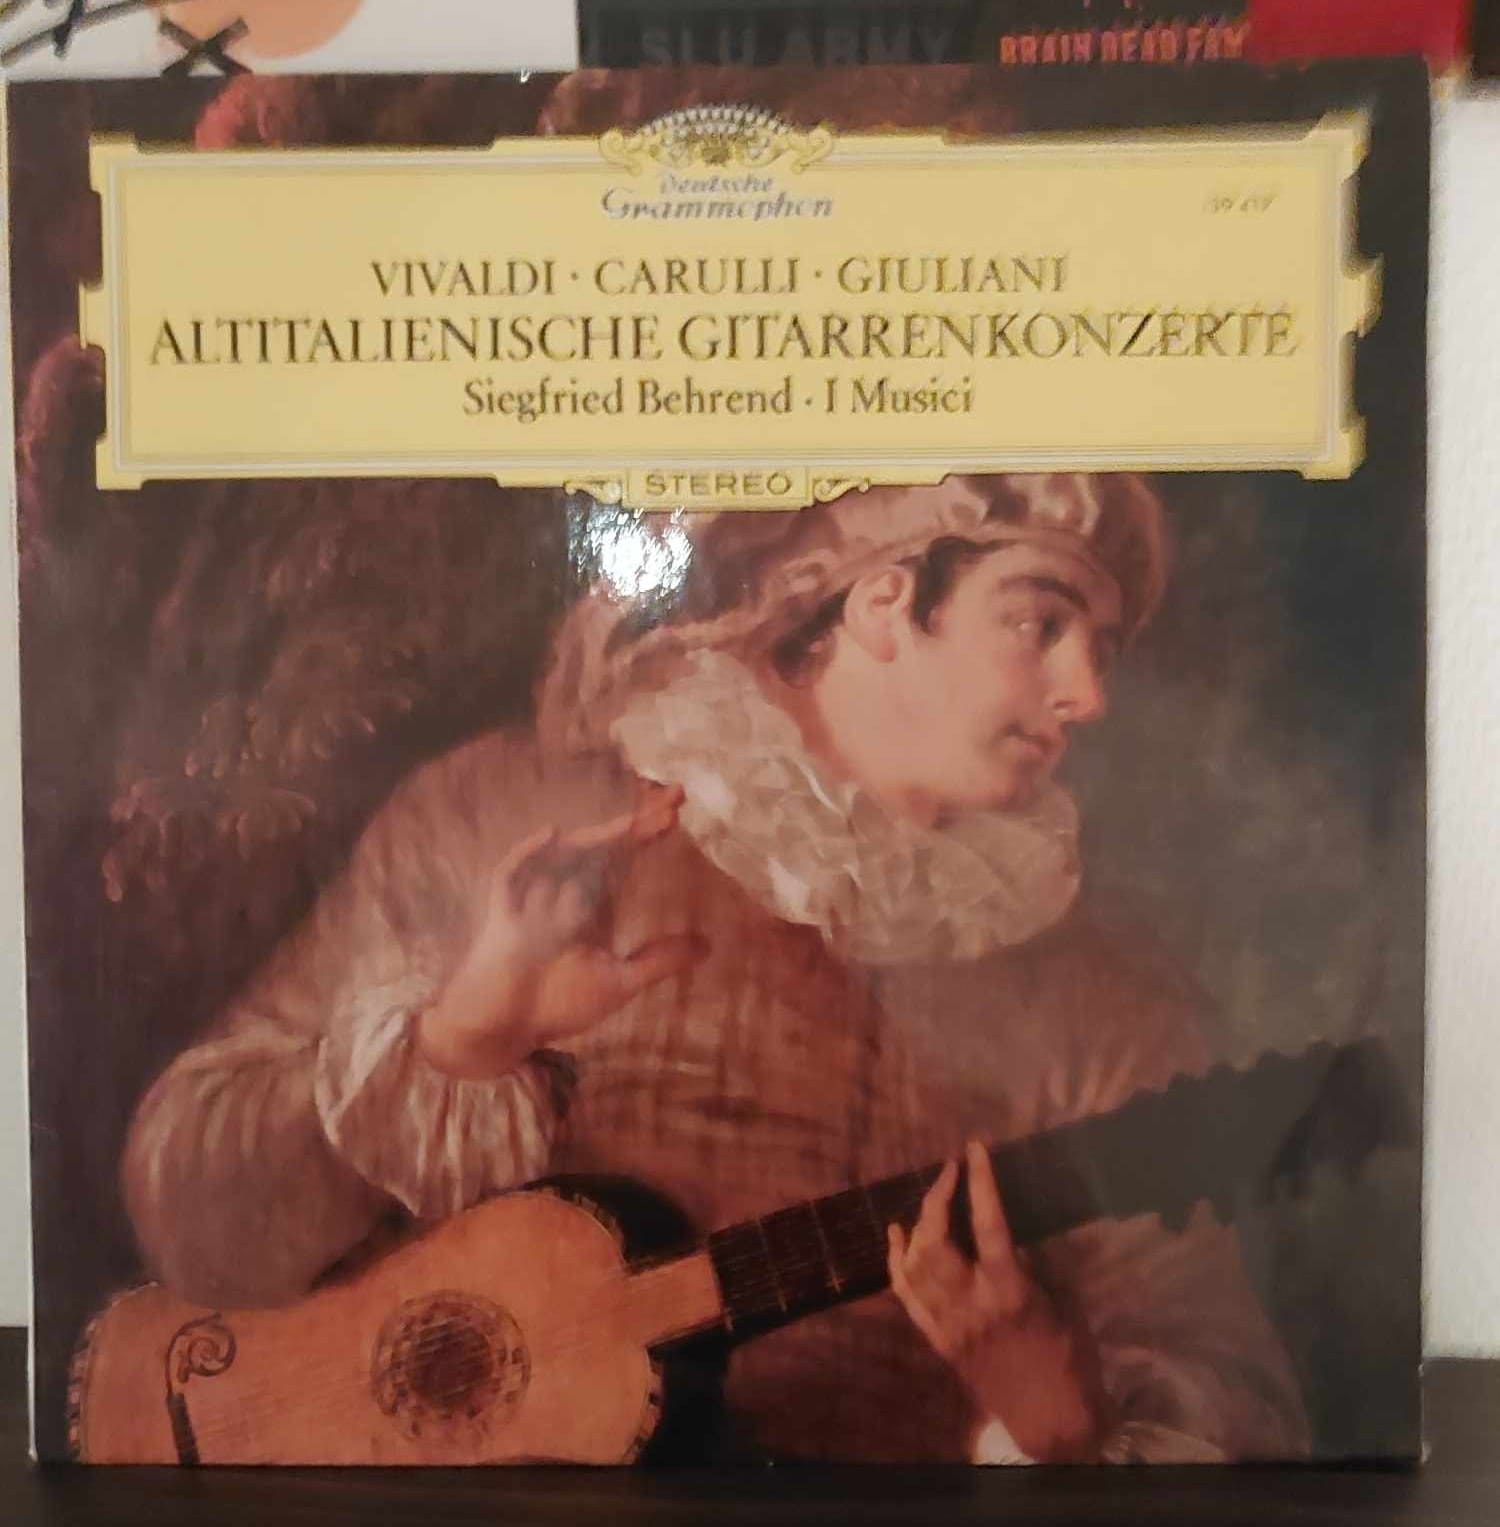 SLU ARMY
BRAIN DEAD FAM
Deutsche
Grammophon
VIVALDI · CARULLI · GIULIANI
ALTITALIENISCHE GITARRENKONZERTE
Siegfried Behrend · I Musici
STEREO